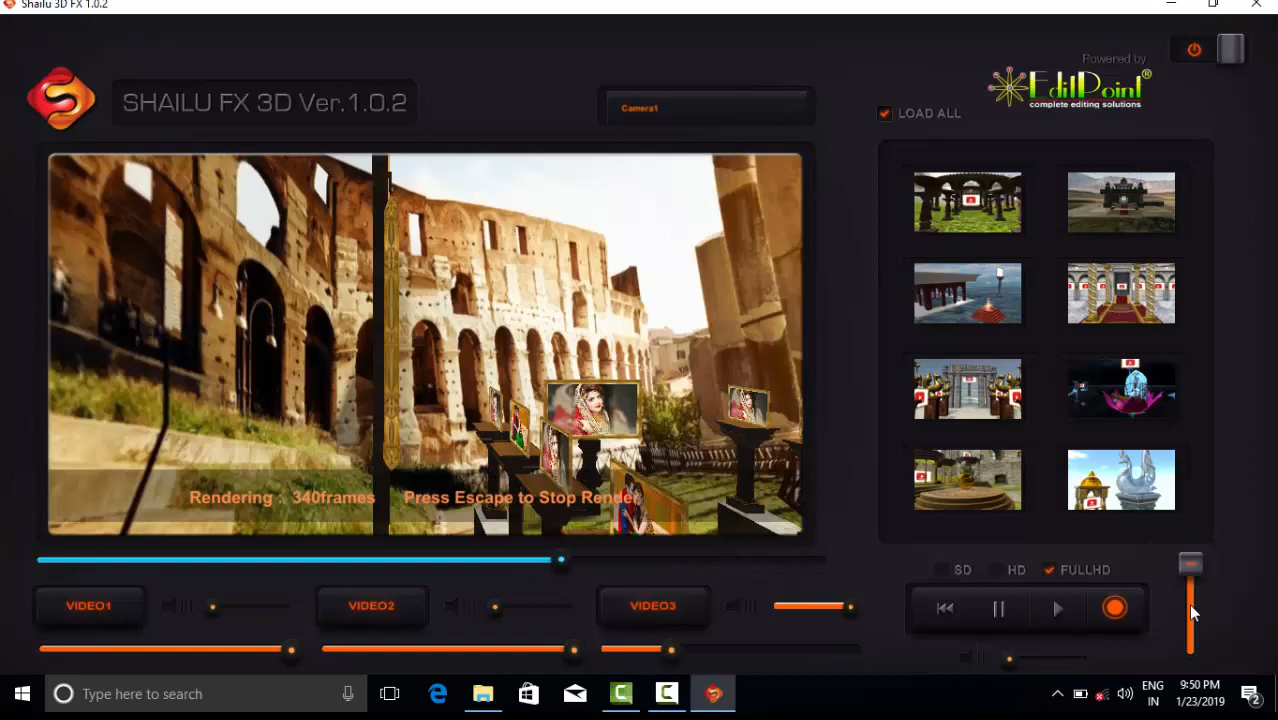 Shailu 3D FX 1.0.2
Powered by
EditPoint®
complete editing solutions
SHAILU FX 3D Ver.1.0.2
Camera1
LOAD ALL
Rendering . 340frames Press Escape to Stop Render
SD HD FULLHD
VIDEO1 VIDEO2 VIDEO3
Type here to search
ENG
IN
9:50 PM
1/23/2019
2